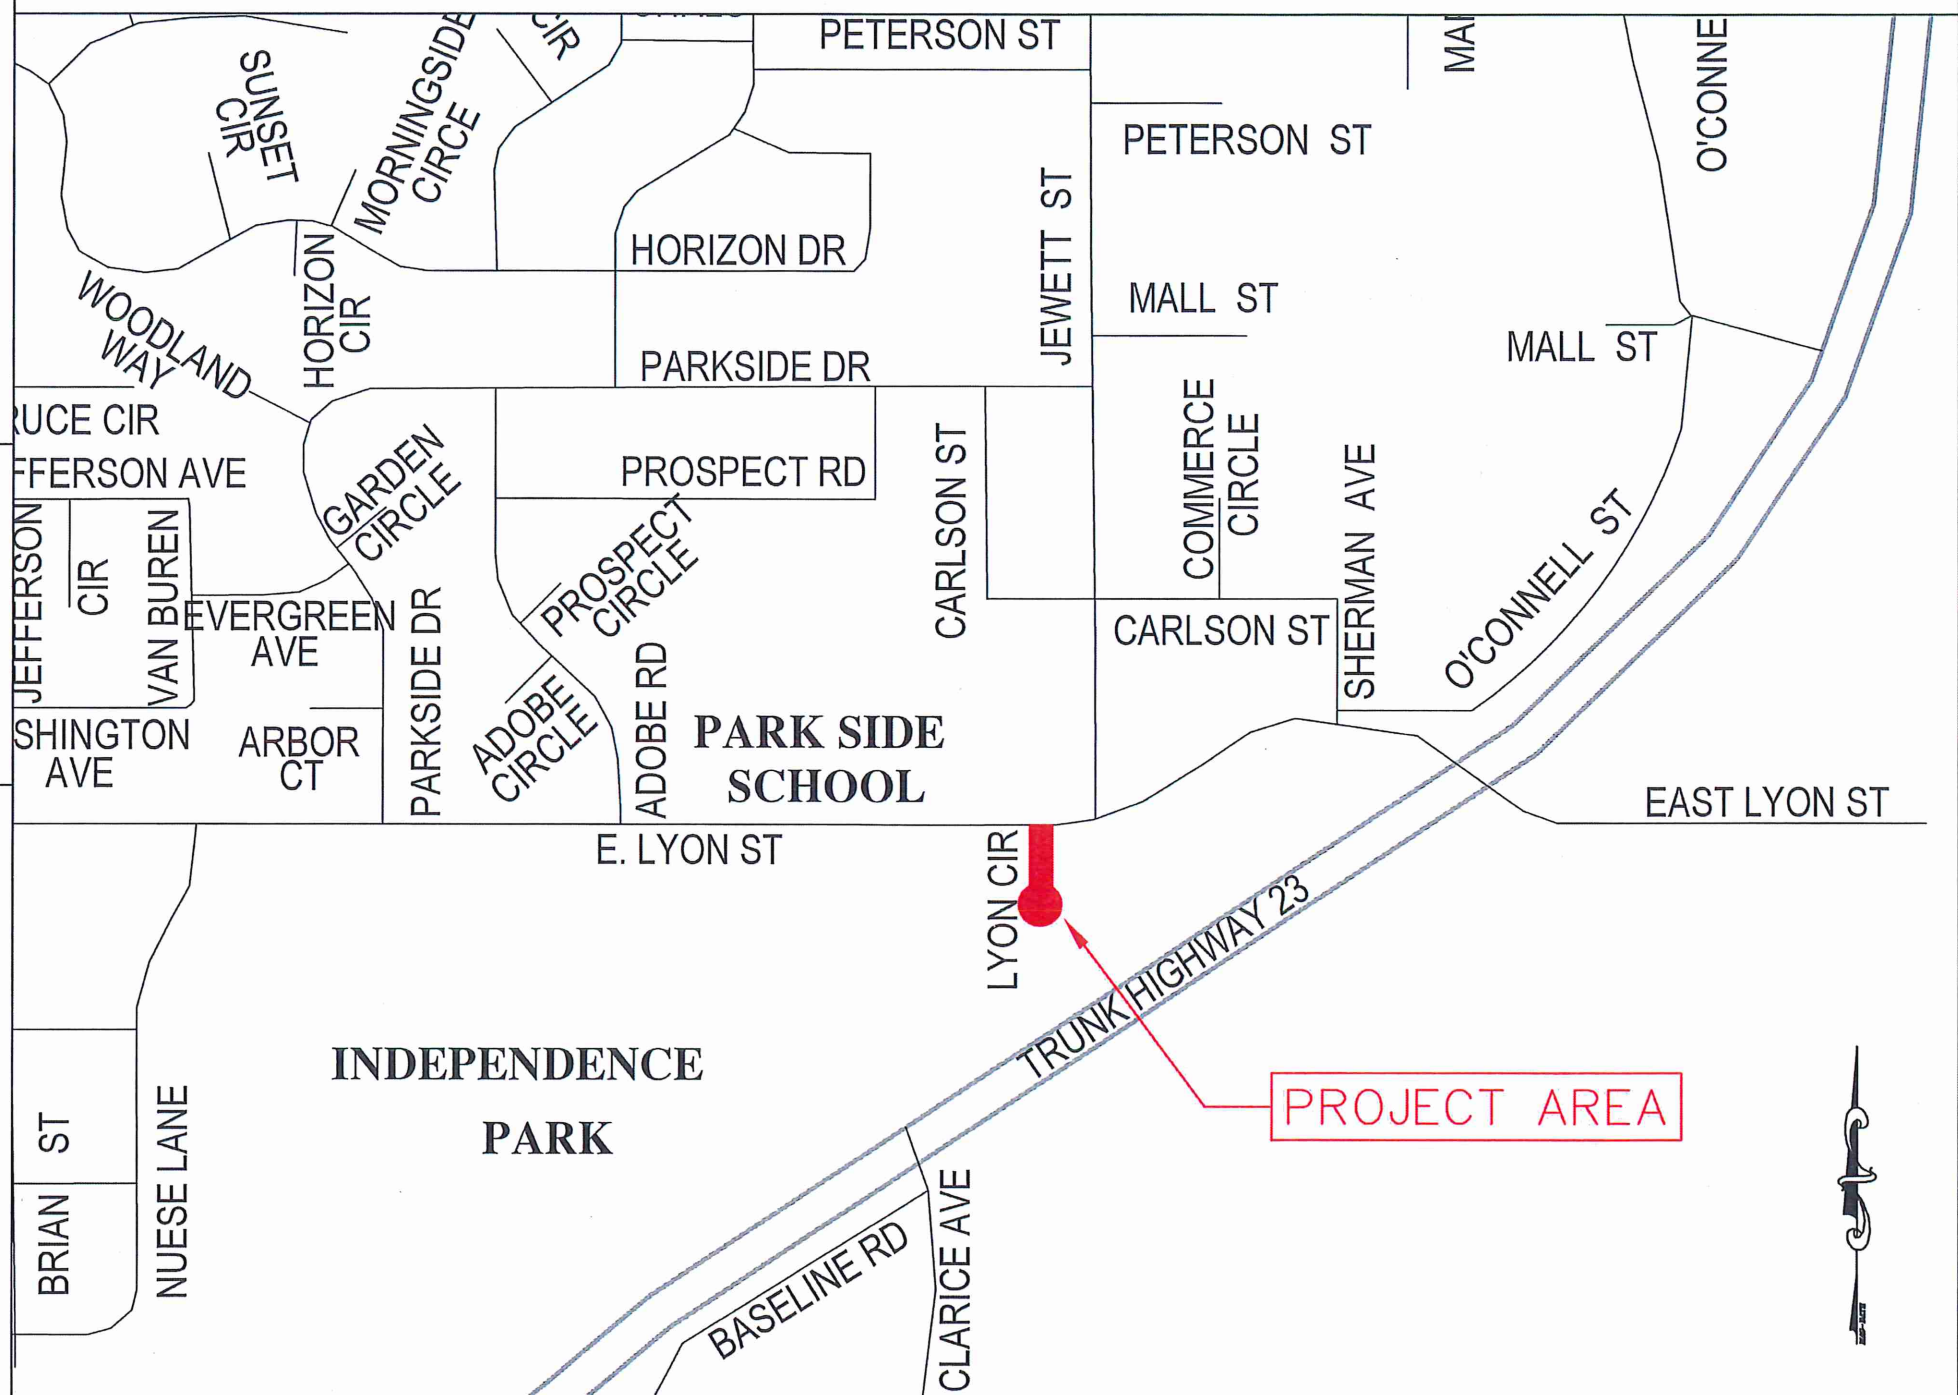 PETERSON ST
CIR
SUNSET
CIR
MORNINGSIDE
CIRCE
O'CONNE
PETERSON ST
JEWETT ST
HORIZON DR
HORIZON
CIR
WOODLAND
WAY
MALL ST
MALL ST
PARKSIDE DR
RUCE CIR
FFERSON AVE
GARDEN
CIRCLE
PROSPECT RD
CARLSON ST
COMMERCE
CIRCLE
SHERMAN AVE
O'CONNELL ST
JEFFERSON
CIR
VAN BUREN
EVERGREEN
AVE
PROSPECT
CIRCLE
PARKSIDE DR
ADOBE
CIRCLE
ADOBE RD
CARLSON ST
SHINGTON
AVE
ARBOR
CT
PARK SIDE
SCHOOL
EAST LYON ST
E. LYON ST
LYON CIR
TRUNK HIGHWAY 23
INDEPENDENCE
PARK
PROJECT AREA
BRIAN ST
NUESE LANE
BASELINE RD
CLARICE AVE